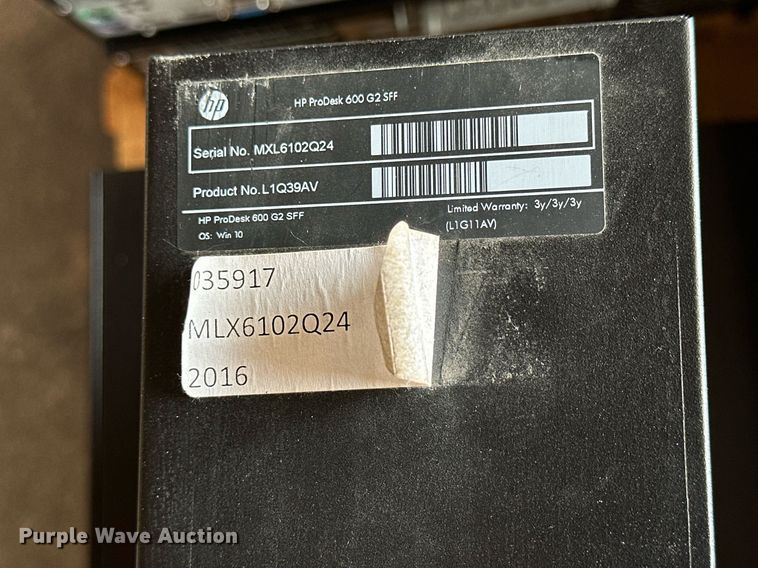 hp
HP ProDesk 600 G2 SFF
Serial No. MXL6102Q24
Product No. L1Q39AV
HP ProDesk 600 G2 SFF
Limited Warranty: 3y/3y/3y
OS: Win 10
(L1G11AV)
035917
MLX6102Q24
2016
Purple Wave Auction